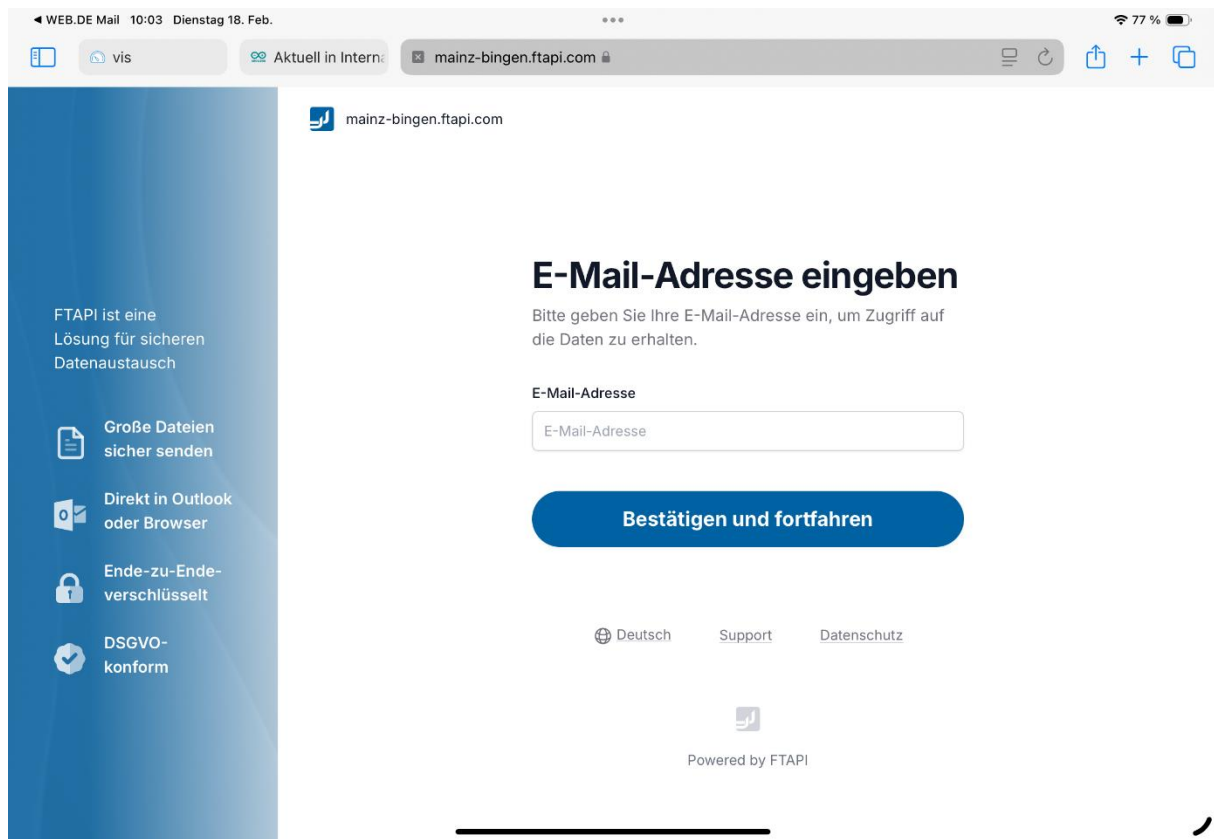 ◀ WEB.DE Mail 10:03 Dienstag 18. Feb.
77 %
vis
Aktuell in Interna
mainz-bingen.ftapi.com
mainz-bingen.ftapi.com
FTAPI ist eine
Lösung für sicheren
Datenaustausch
Große Dateien
sicher senden
Direkt in Outlook
oder Browser
Ende-zu-Ende-
verschlüsselt
DSGVO-
konform
E-Mail-Adresse eingeben
Bitte geben Sie Ihre E-Mail-Adresse ein, um Zugriff auf
die Daten zu erhalten.
E-Mail-Adresse
E-Mail-Adresse
Bestätigen und fortfahren
Deutsch Support Datenschutz
Powered by FTAPI